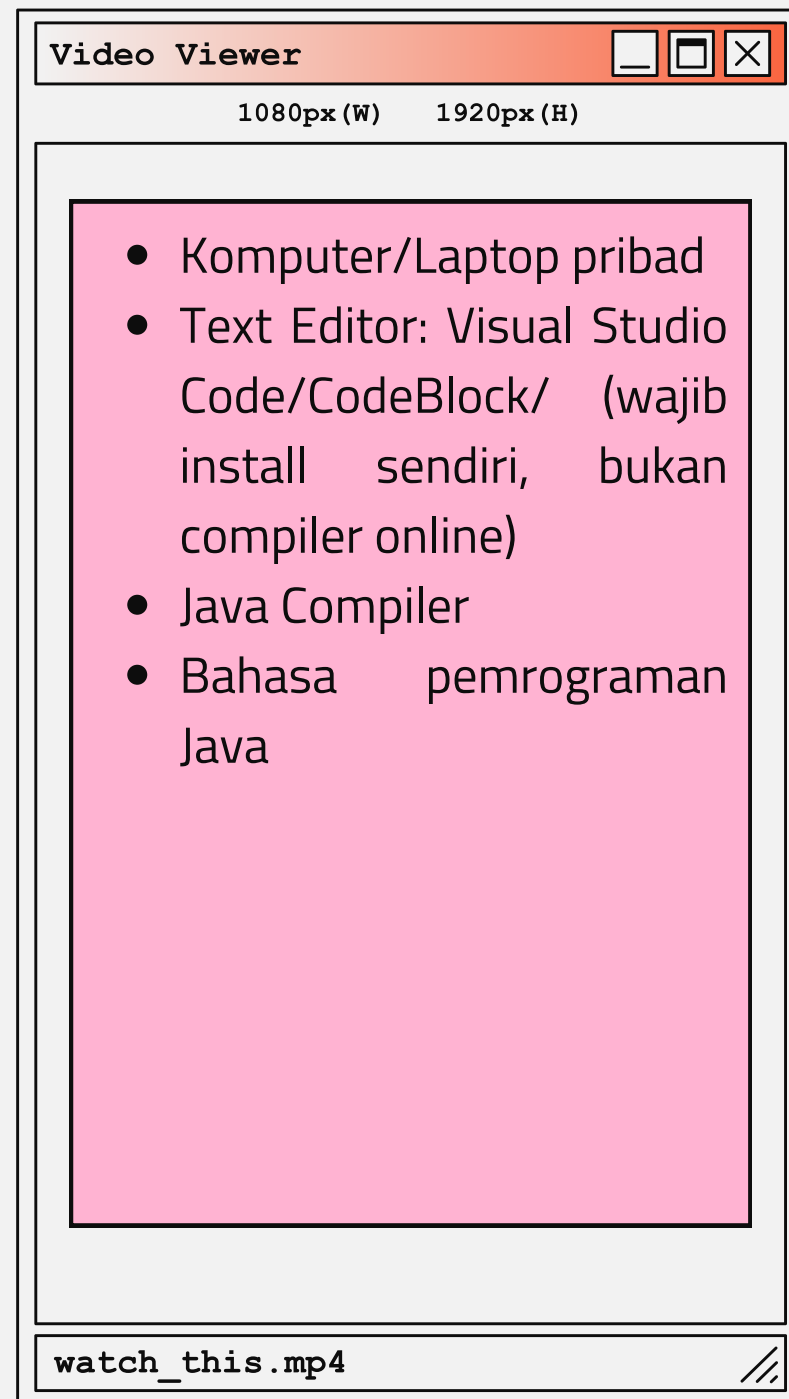 Video Viewer
1080px(W) 1920px(H)
• Komputer/Laptop pribad
• Text Editor: Visual Studio
Code/CodeBlock/ (wajib
install sendiri, bukan
compiler online)
• Java Compiler
• Bahasa pemrograman
Java
watch_this.mp4